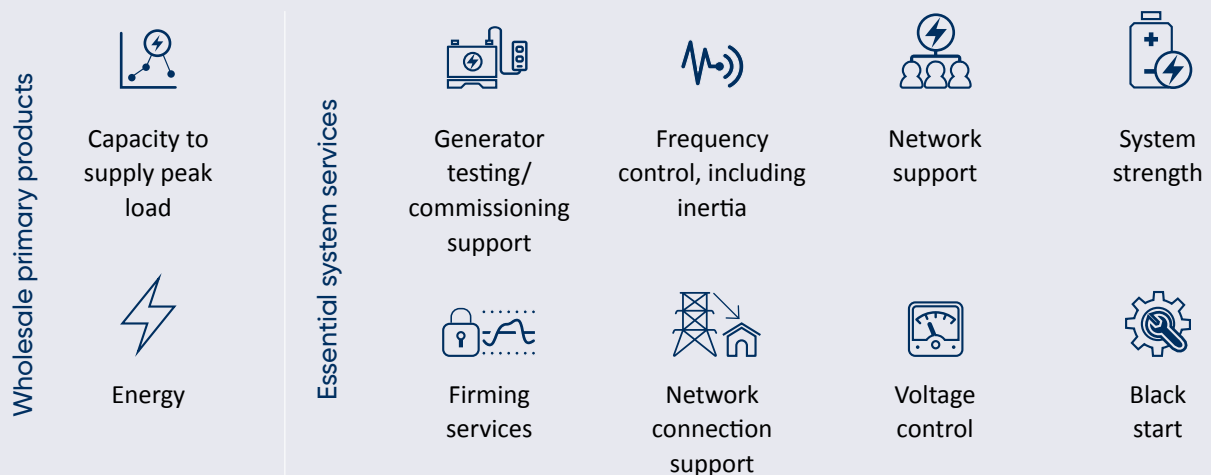 Wholesale primary products
Capacity to
supply peak
load
Energy
Essential system services
Generator
testing/
commissioning
support
Frequency
control, including
inertia
Network
support
System
strength
Firming
services
Network
connection
support
Voltage
control
Black
start